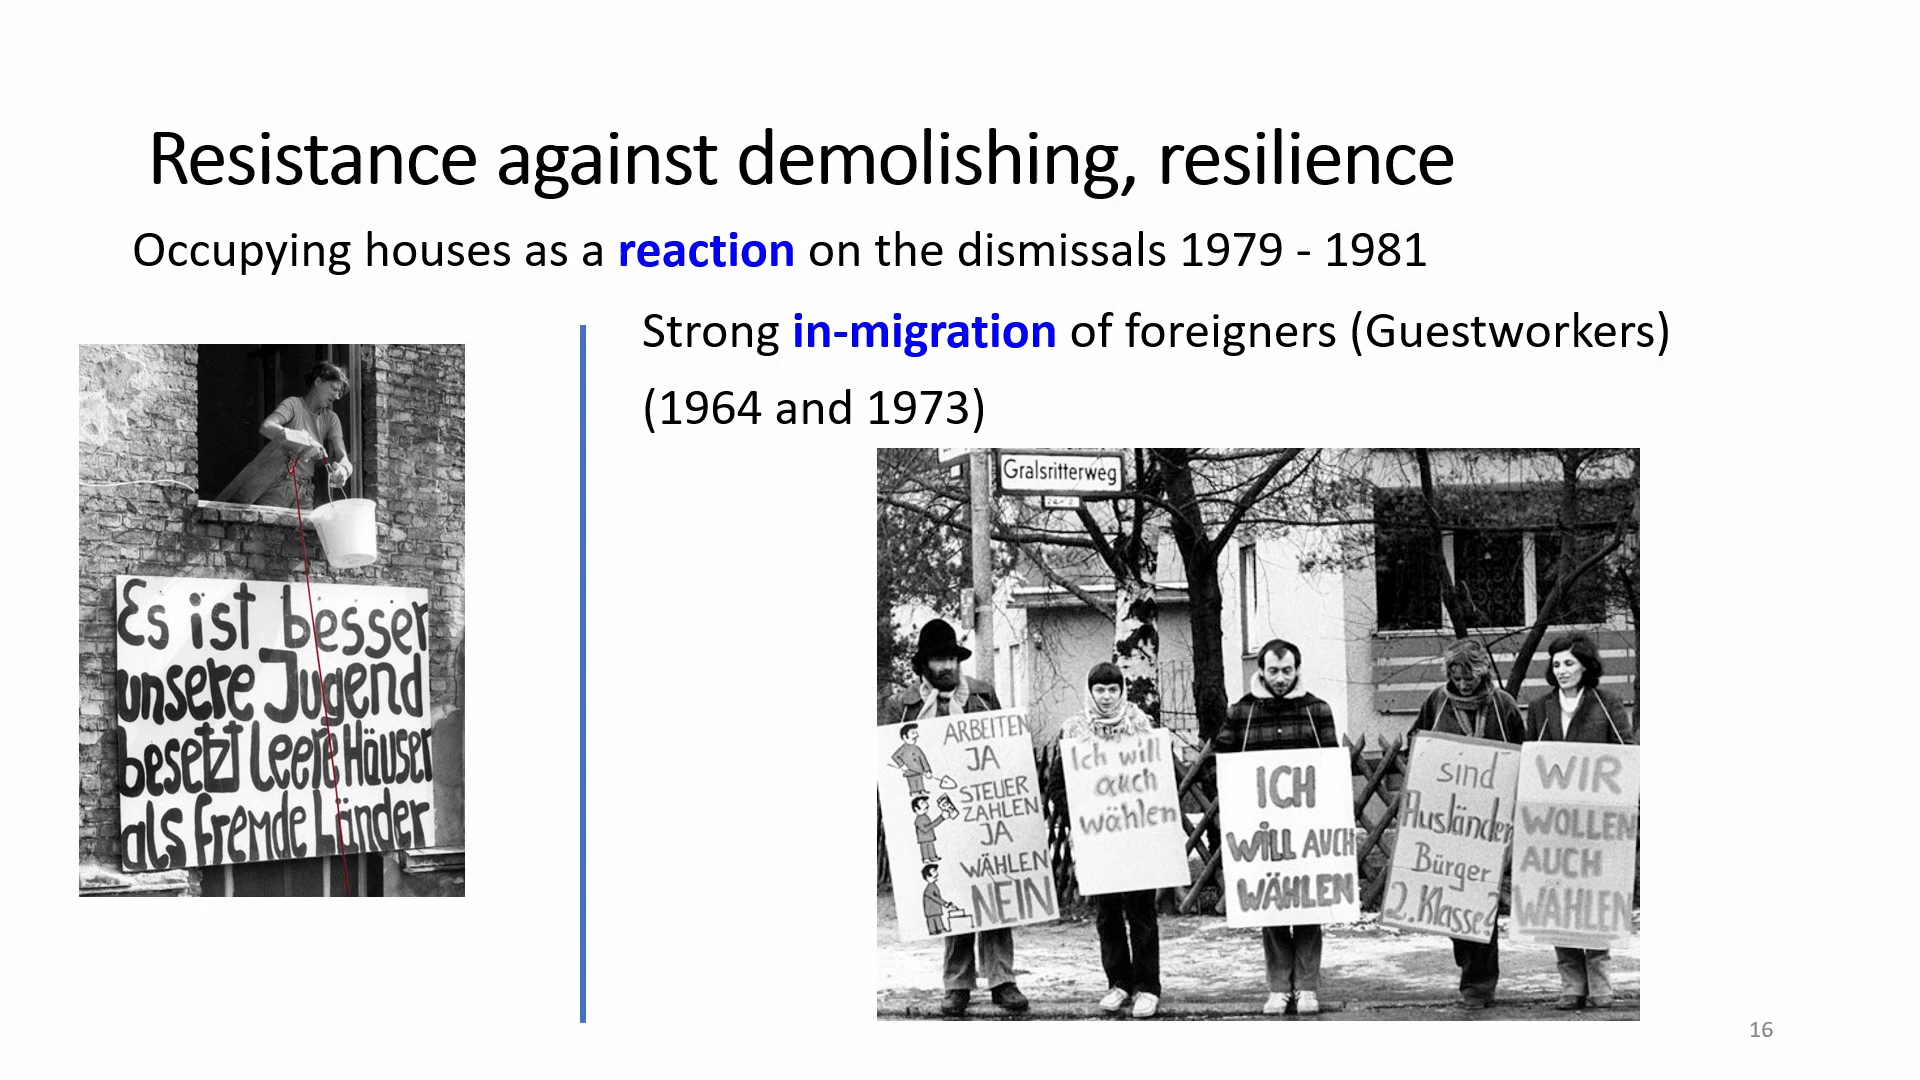 Resistance against demolishing, resilience
Occupying houses as a reaction on the dismissals 1979 - 1981
Strong in-migration of foreigners (Guestworkers)
(1964 and 1973)
Es ist besser
unsere Jugend
besetzt leere Häuser
als fremde Länder
Gralsritterweg
ARBEITEN
JA
STEUER
ZAHLEN
JA
WÄHLEN
NEIN
Ich will
auch
wählen
ICH
WILL AUCH
WÄHLEN
sind
Ausländer
Bürger
2. Klasse?
WIR
WOLLEN
AUCH
WÄHLEN
16